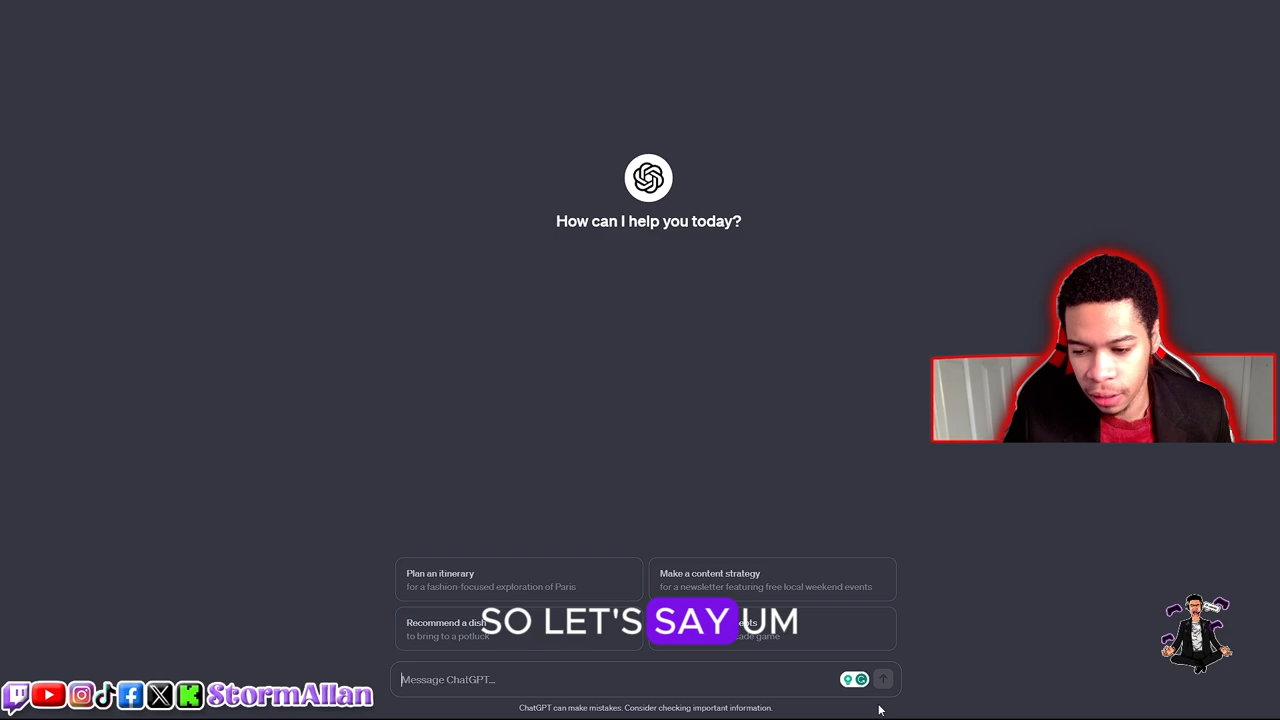 How can I help you today?
Plan an itinerary
for a fashion-focused exploration of Paris
Make a content strategy
for a newsletter featuring free local weekend events
Recommend a dish
to bring to a potluck
SO LET'S SAY UM
Message ChatGPT...
ChatGPT can make mistakes. Consider checking important information.
StormAllan